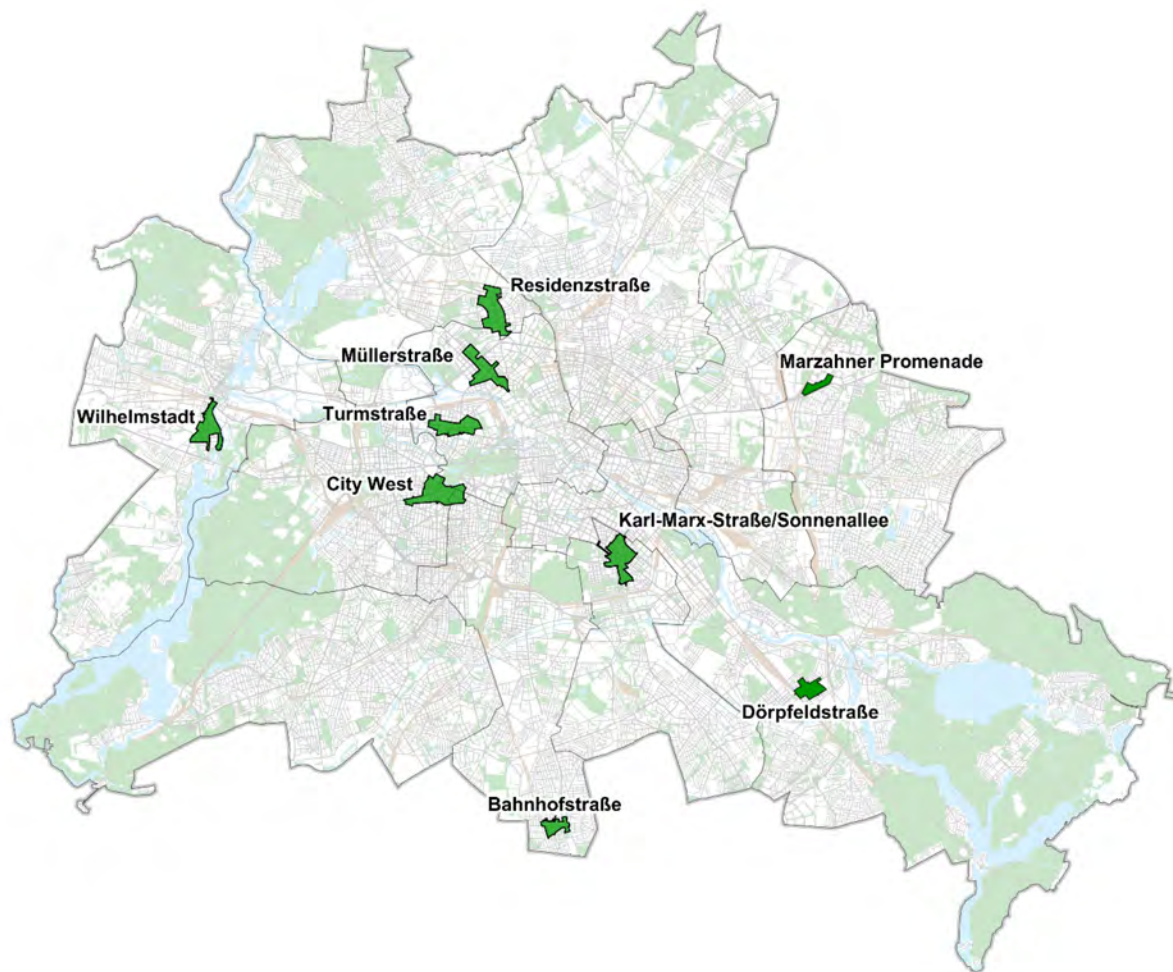 Residenzstraße
Müllerstraße
Marzahner Promenade
Wilhelmstadt
Turmstraße
City West
Karl-Marx-Straße/Sonnenallee
Dörpfeldstraße
Bahnhofstraße